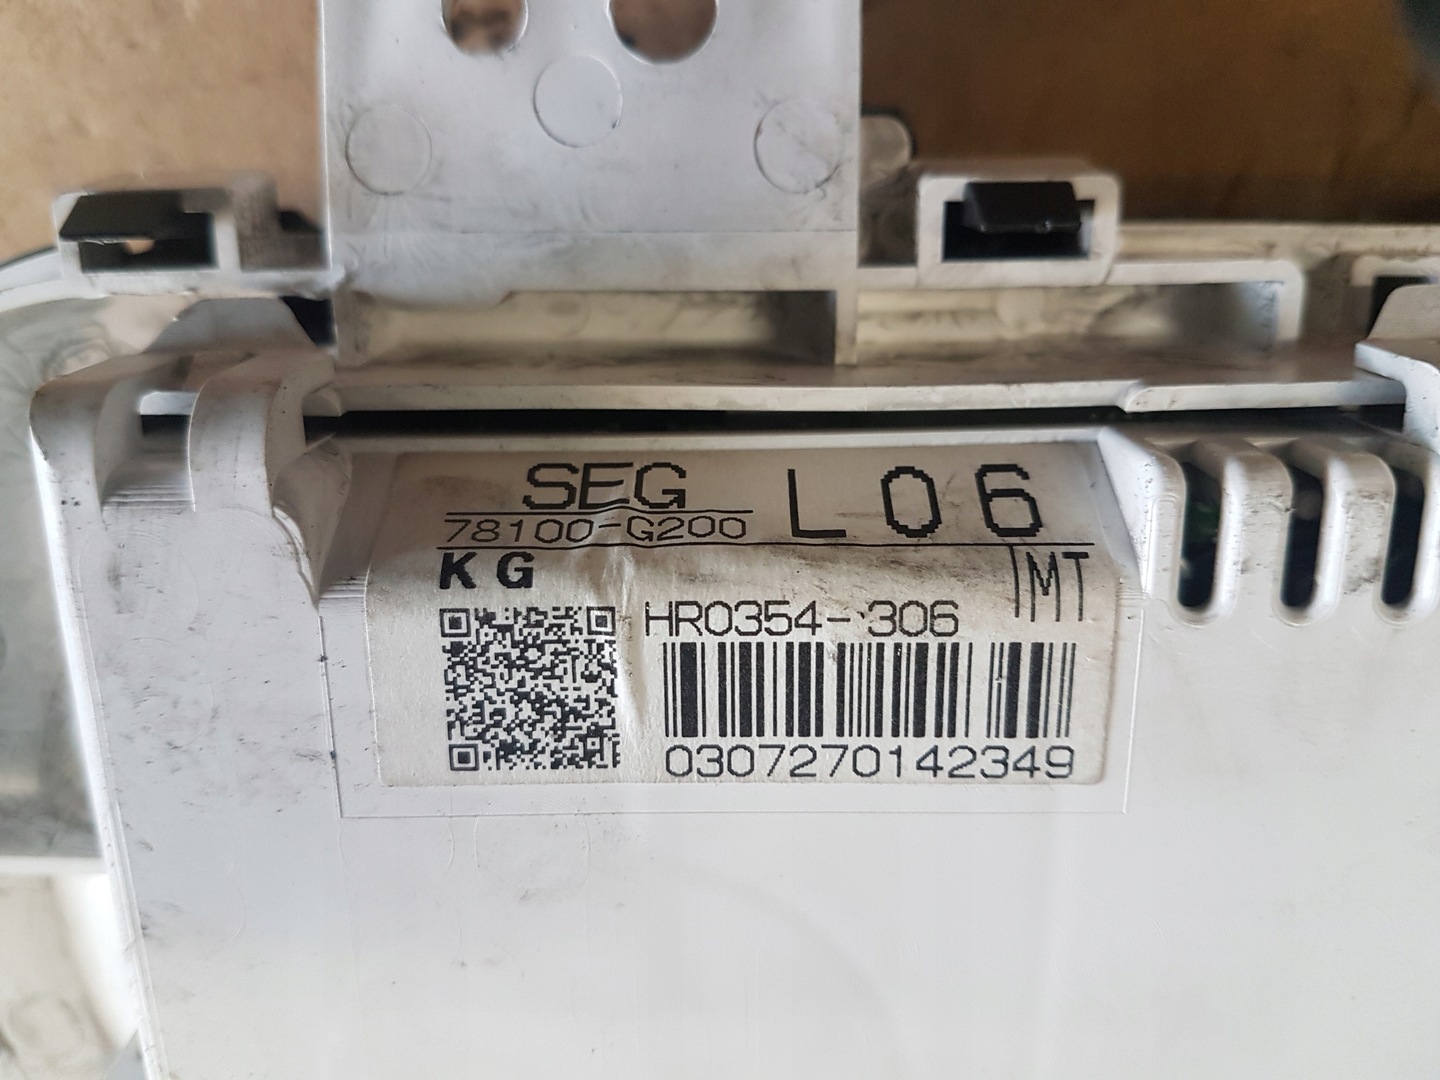 SEG L06
78100-G200
KG MT
HR0354-306
0307270142349